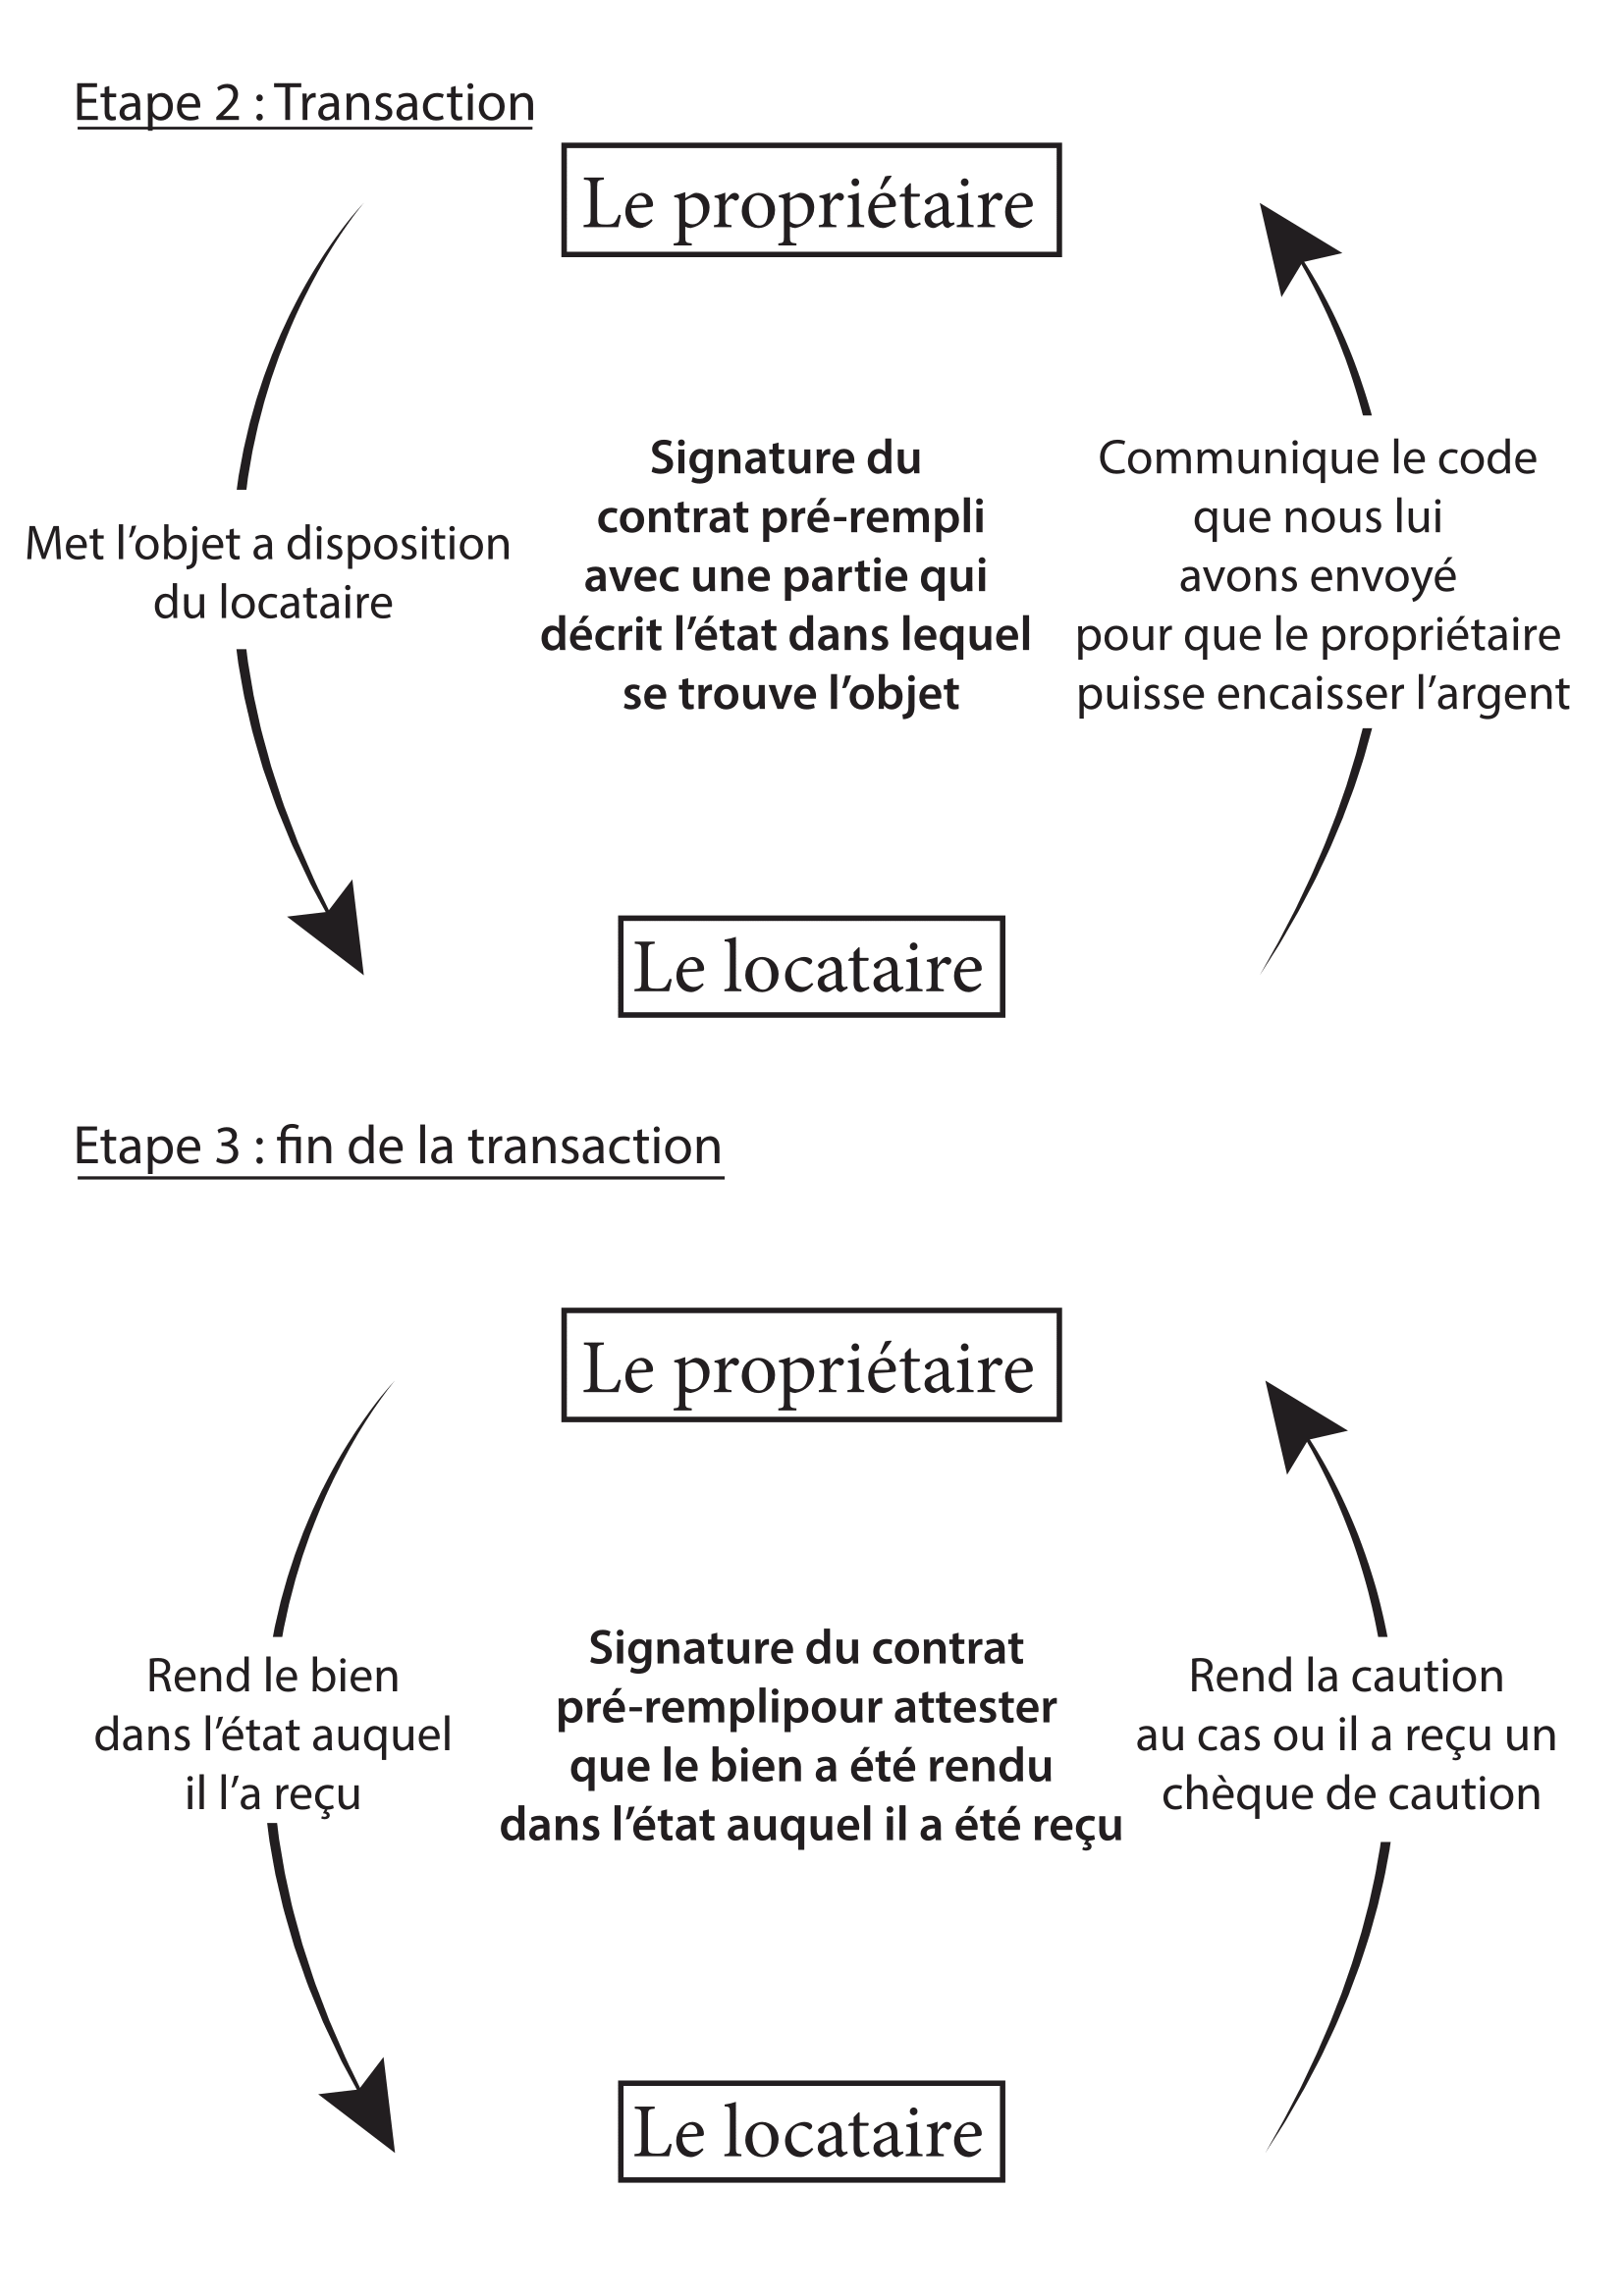 Etape 2 : Transaction
Le propriétaire
Met l’objet a disposition
du locataire
Signature du
contrat pré-rempli
avec une partie qui
décrit l’état dans lequel
se trouve l’objet
Communique le code
que nous lui
avons envoyé
pour que le propriétaire
puisse encaisser l’argent
Le locataire
Etape 3 : fin de la transaction
Le propriétaire
Rend le bien
dans l’état auquel
il l’a reçu
Signature du contrat
pré-remplipour attester
que le bien a été rendu
dans l’état auquel il a été reçu
Rend la caution
au cas ou il a reçu un
chèque de caution
Le locataire